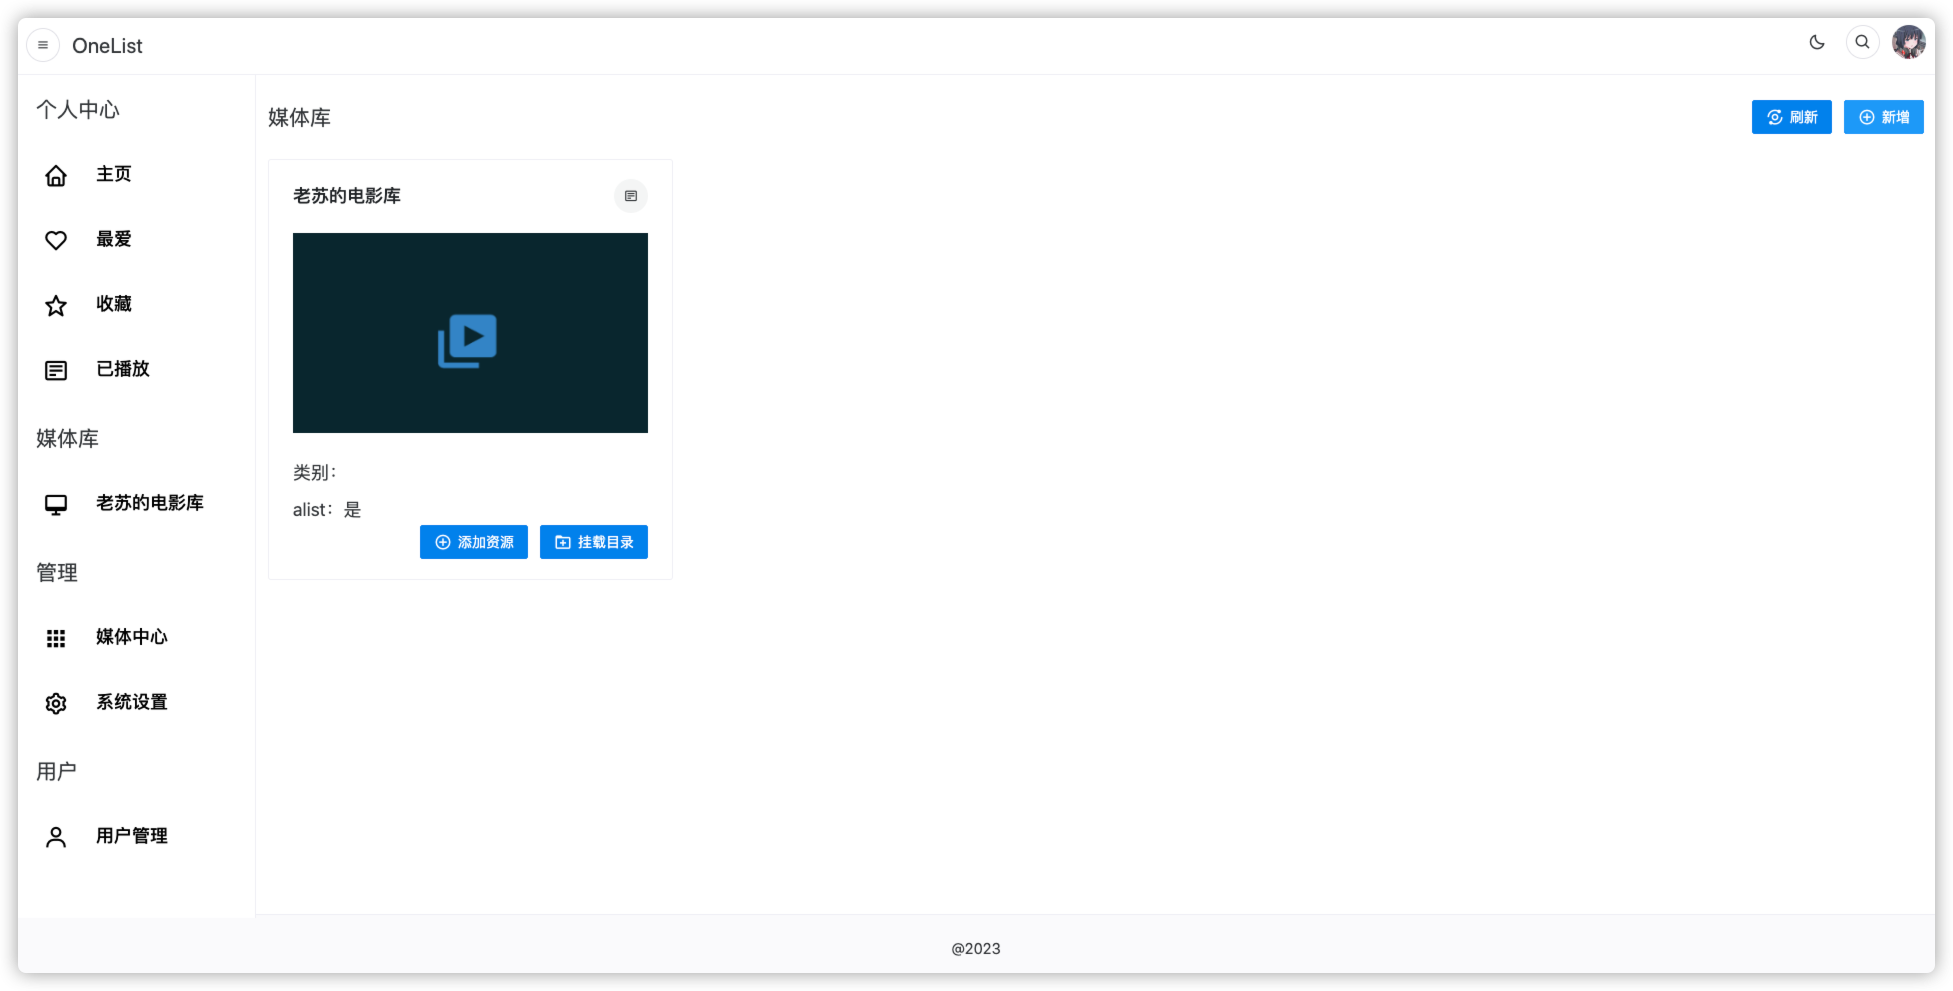 OneList
个人中心
主页
最爱
收藏
已播放
媒体库
老苏的电影库
管理
媒体中心
系统设置
用户
用户管理
媒体库
刷新
新增
老苏的电影库
类别：
alist：是
添加资源
挂载目录
@2023